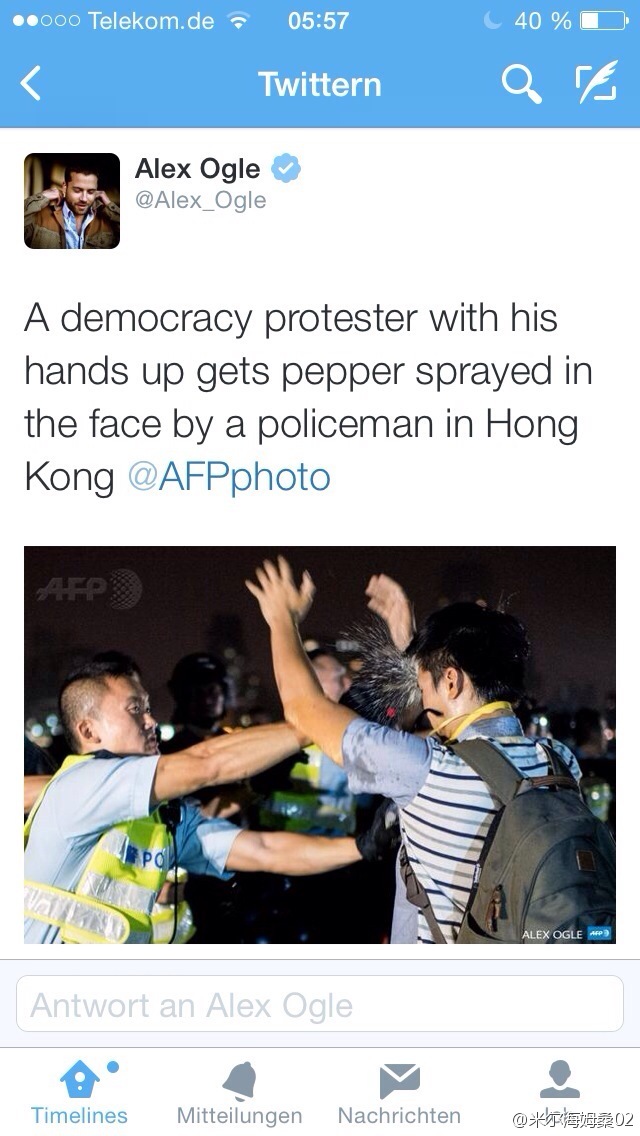 Telekom.de 05:57 40 %
Twittern
Alex Ogle
@Alex_Ogle
A democracy protester with his
hands up gets pepper sprayed in
the face by a policeman in Hong
Kong @AFPphoto
AFP
PO
ALEX OGLE AFP
Antwort an Alex Ogle
Timelines Mitteilungen Nachrichten
@米尔海姆桑02